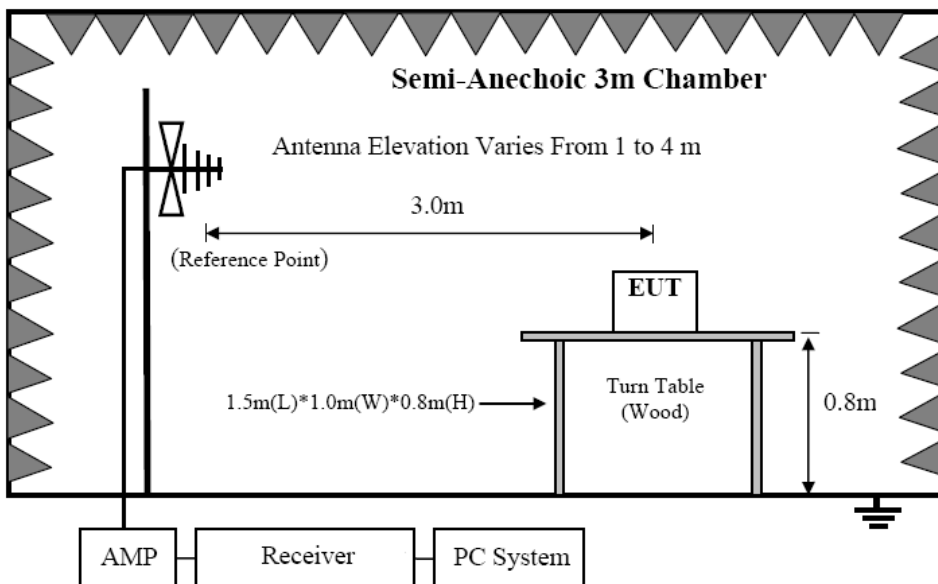 Semi-Anechoic 3m Chamber
Antenna Elevation Varies From 1 to 4 m
3.0m
(Reference Point)
EUT
1.5m(L)*1.0m(W)*0.8m(H)
Turn Table
(Wood)
0.8m
AMP
Receiver
PC System